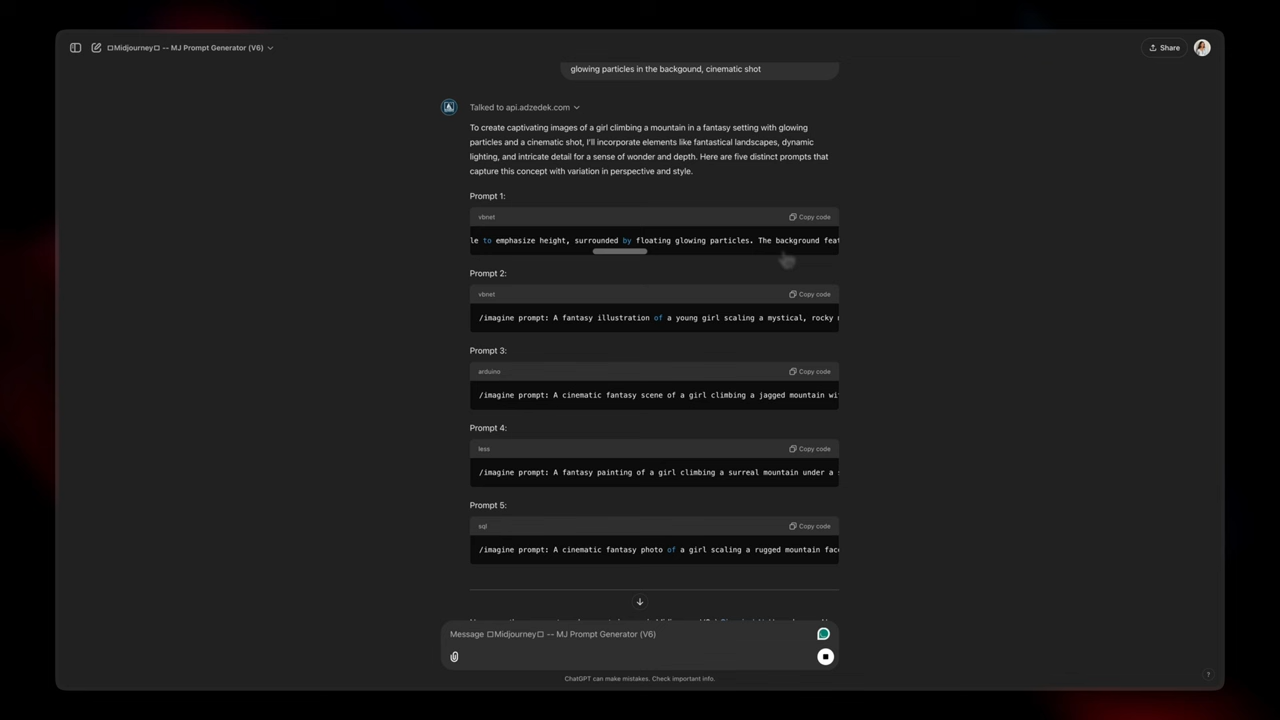 □Midjourney□ -- MJ Prompt Generator (V6)
Share
glowing particles in the backgound, cinematic shot
Talked to api.adzedek.com
To create captivating images of a girl climbing a mountain in a fantasy setting with glowing
particles and a cinematic shot, I'll incorporate elements like fantastical landscapes, dynamic
lighting, and intricate detail for a sense of wonder and depth. Here are five distinct prompts that
capture this concept with variation in perspective and style.
Prompt 1:
vbnet
Copy code
le to emphasize height, surrounded by floating glowing particles. The background feat
Prompt 2:
vbnet
Copy code
/imagine prompt: A fantasy illustration of a young girl scaling a mystical, rocky
Prompt 3:
arduino
Copy code
/imagine prompt: A cinematic fantasy scene of a girl climbing a jagged mountain wi
Prompt 4:
less
Copy code
/imagine prompt: A fantasy painting of a girl climbing a surreal mountain under a
Prompt 5:
sql
Copy code
/imagine prompt: A cinematic fantasy photo of a girl scaling a rugged mountain face
Message □Midjourney□ -- MJ Prompt Generator (V6)
ChatGPT can make mistakes. Check important info.
?